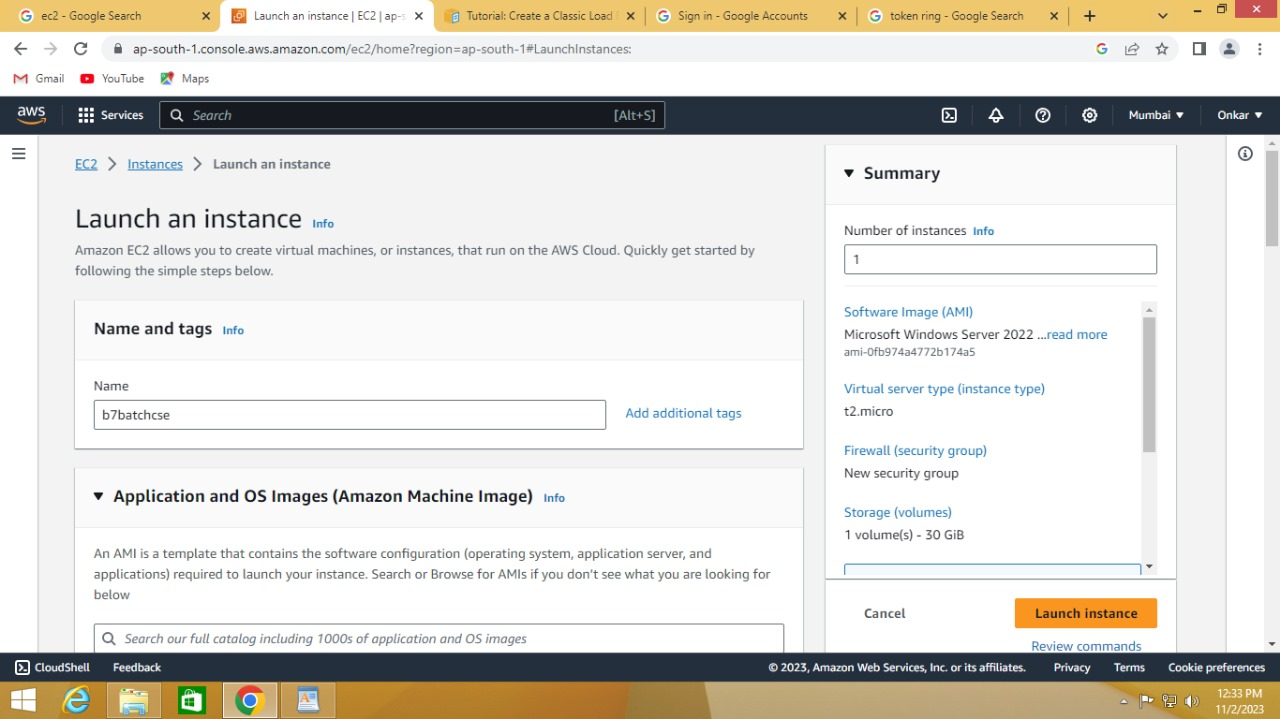 ec2 - Google Search
Launch an instance | EC2 | ap-s
Tutorial: Create a Classic Load
Sign in - Google Accounts
token ring - Google Search
ap-south-1.console.aws.amazon.com/ec2/home?region=ap-south-1#LaunchInstances:
Gmail
YouTube
Maps
aws
Services
Search
[Alt+S]
Mumbai
Onkar
EC2
Instances
Launch an instance
Launch an instance Info
Amazon EC2 allows you to create virtual machines, or instances, that run on the AWS Cloud. Quickly get started by
following the simple steps below.
Name and tags Info
Name
b7batchcse
Add additional tags
Application and OS Images (Amazon Machine Image) Info
An AMI is a template that contains the software configuration (operating system, application server, and
applications) required to launch your instance. Search or Browse for AMIs if you don't see what you are looking for
below
Search our full catalog including 1000s of application and OS images
Summary
Number of instances Info
1
Software Image (AMI)
Microsoft Windows Server 2022 ...read more
ami-0fb974a4772b174a5
Virtual server type (instance type)
t2.micro
Firewall (security group)
New security group
Storage (volumes)
1 volume(s) - 30 GiB
Cancel
Launch instance
Review commands
CloudShell
Feedback
© 2023, Amazon Web Services, Inc. or its affiliates.
Privacy
Terms
Cookie preferences
12:33 PM
11/2/2023